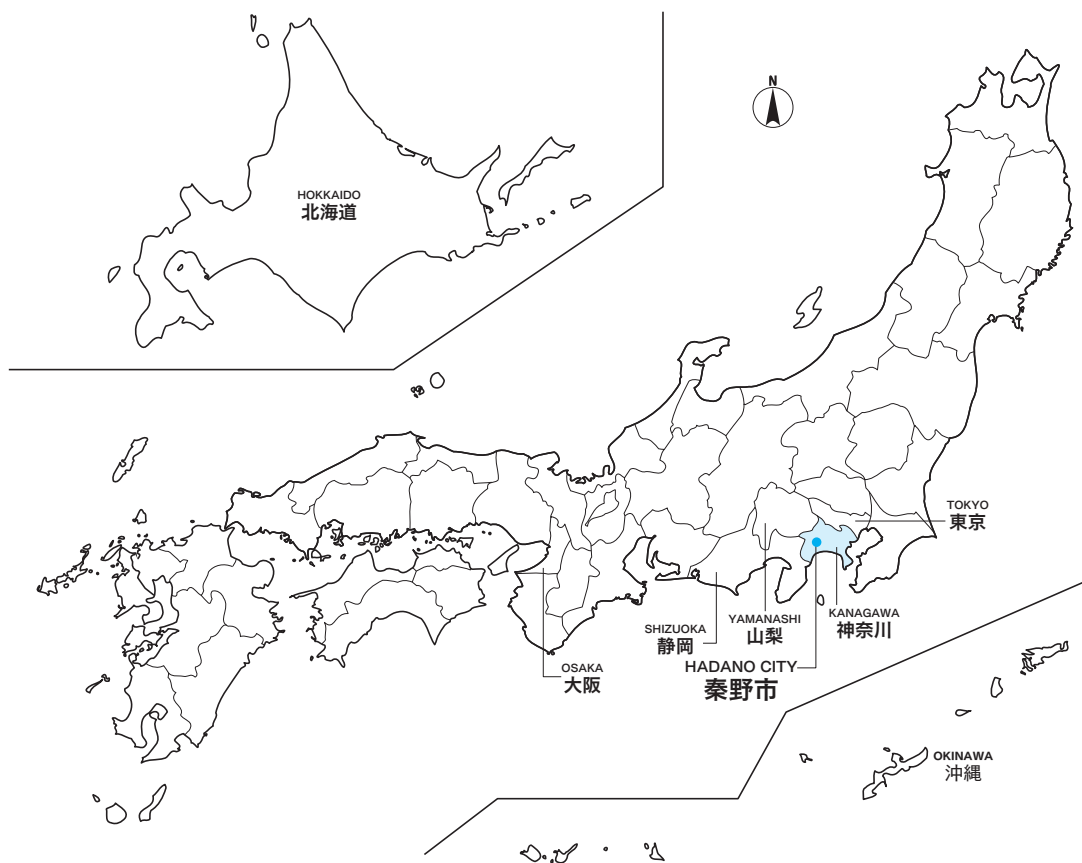 N
HOKKAIDO
北海道
TOKYO
東京
KANAGAWA
神奈川
YAMANASHI
山梨
SHIZUOKA
静岡
HADANO CITY
秦野市
OSAKA
大阪
OKINAWA
沖縄